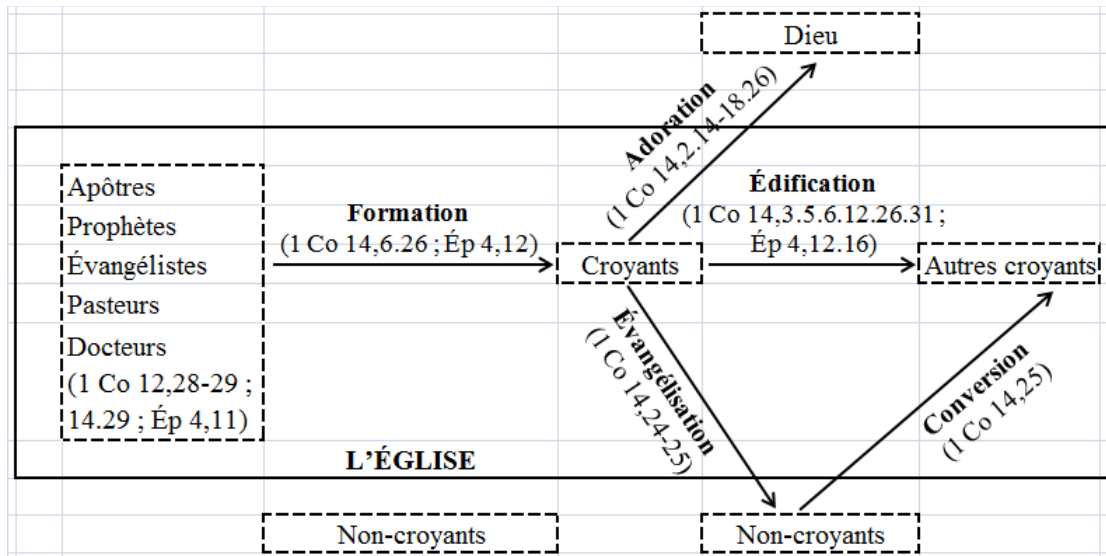 Dieu
Adoration
(1 Co 14,2.14-18.26)
Apôtres
Prophètes
Évangélistes
Pasteurs
Docteurs
(1 Co 12,28-29 ;
14.29 ; Ép 4,11)
Formation
(1 Co 14,6.26 ; Ép 4,12)
Croyants
Édification
(1 Co 14,3.5.6.12.26.31 ;
Ép 4,12.16)
Autres croyants
Évangélisation
(1 Co 14,24-25)
Conversion
(1 Co 14,25)
L’ÉGLISE
Non-croyants
Non-croyants